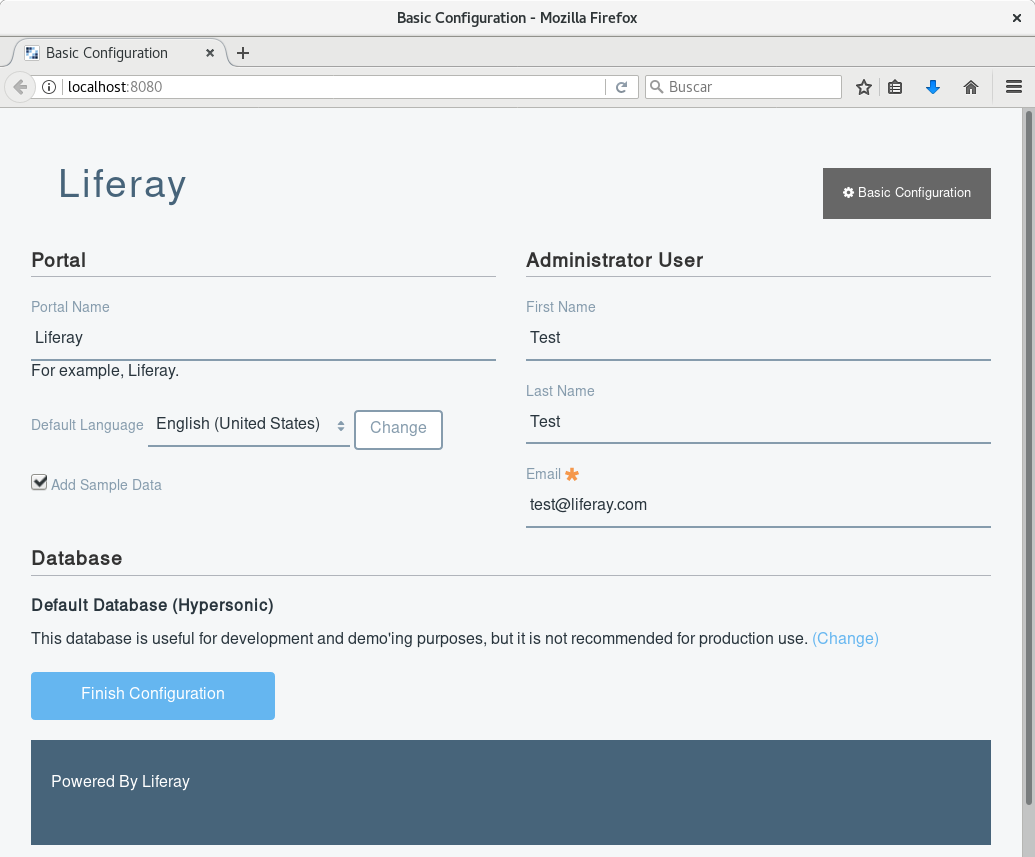 Basic Configuration - Mozilla Firefox
Basic Configuration
localhost:8080
Buscar
Liferay
Basic Configuration
Portal
Portal Name
Liferay
For example, Liferay.
Default Language English (United States) Change
Add Sample Data
Administrator User
First Name
Test
Last Name
Test
Email
test@liferay.com
Database
Default Database (Hypersonic)
This database is useful for development and demo'ing purposes, but it is not recommended for production use. (Change)
Finish Configuration
Powered By Liferay